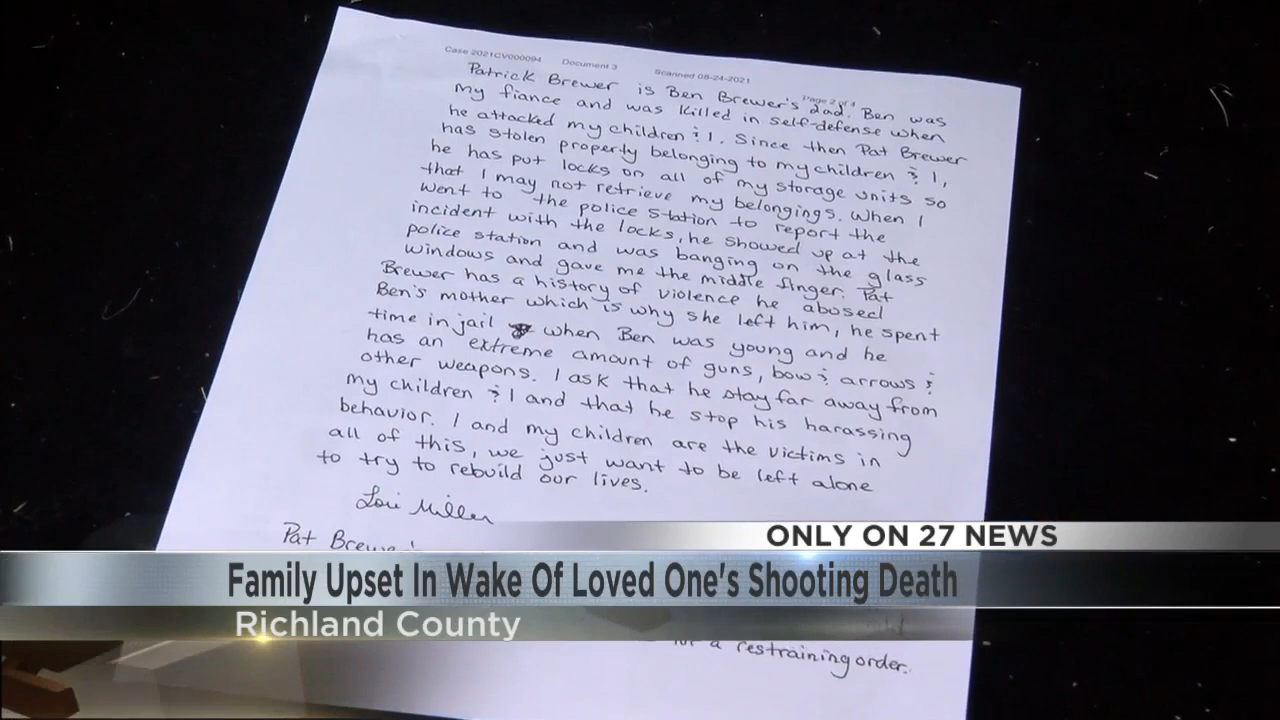 Case 2021CV000094 Document 3 Scanned 08-24-2021 Page 2 of 4
Patrick Brewer is Ben Brewer's dad. Ben was
my fiance and was killed in self-defense when
he attacked my children & I. Since then Pat Brewer
has stolen property belonging to my children & I,
he has put locks on all of my storage units so
that I may not retrieve my belongings. When I
went to the police station to report the
incident with the locks, he showed up at the
police station and was banging on the glass
windows and gave me the middle finger. Pat
Brewer has a history of violence he abused
Ben's mother which is why she left him, he spent
time in jail when Ben was young and he
has an extreme amount of guns, bow & arrows &
other weapons. I ask that he stay far away from
my children & I and that he stop his harassing
behavior. I and my children are the victims in
all of this, we just want to be left alone
to try to rebuild our lives.
Lori Miller
Pat Brewer
ONLY ON 27 NEWS
Family Upset In Wake Of Loved One's Shooting Death
Richland County
for a restraining order.